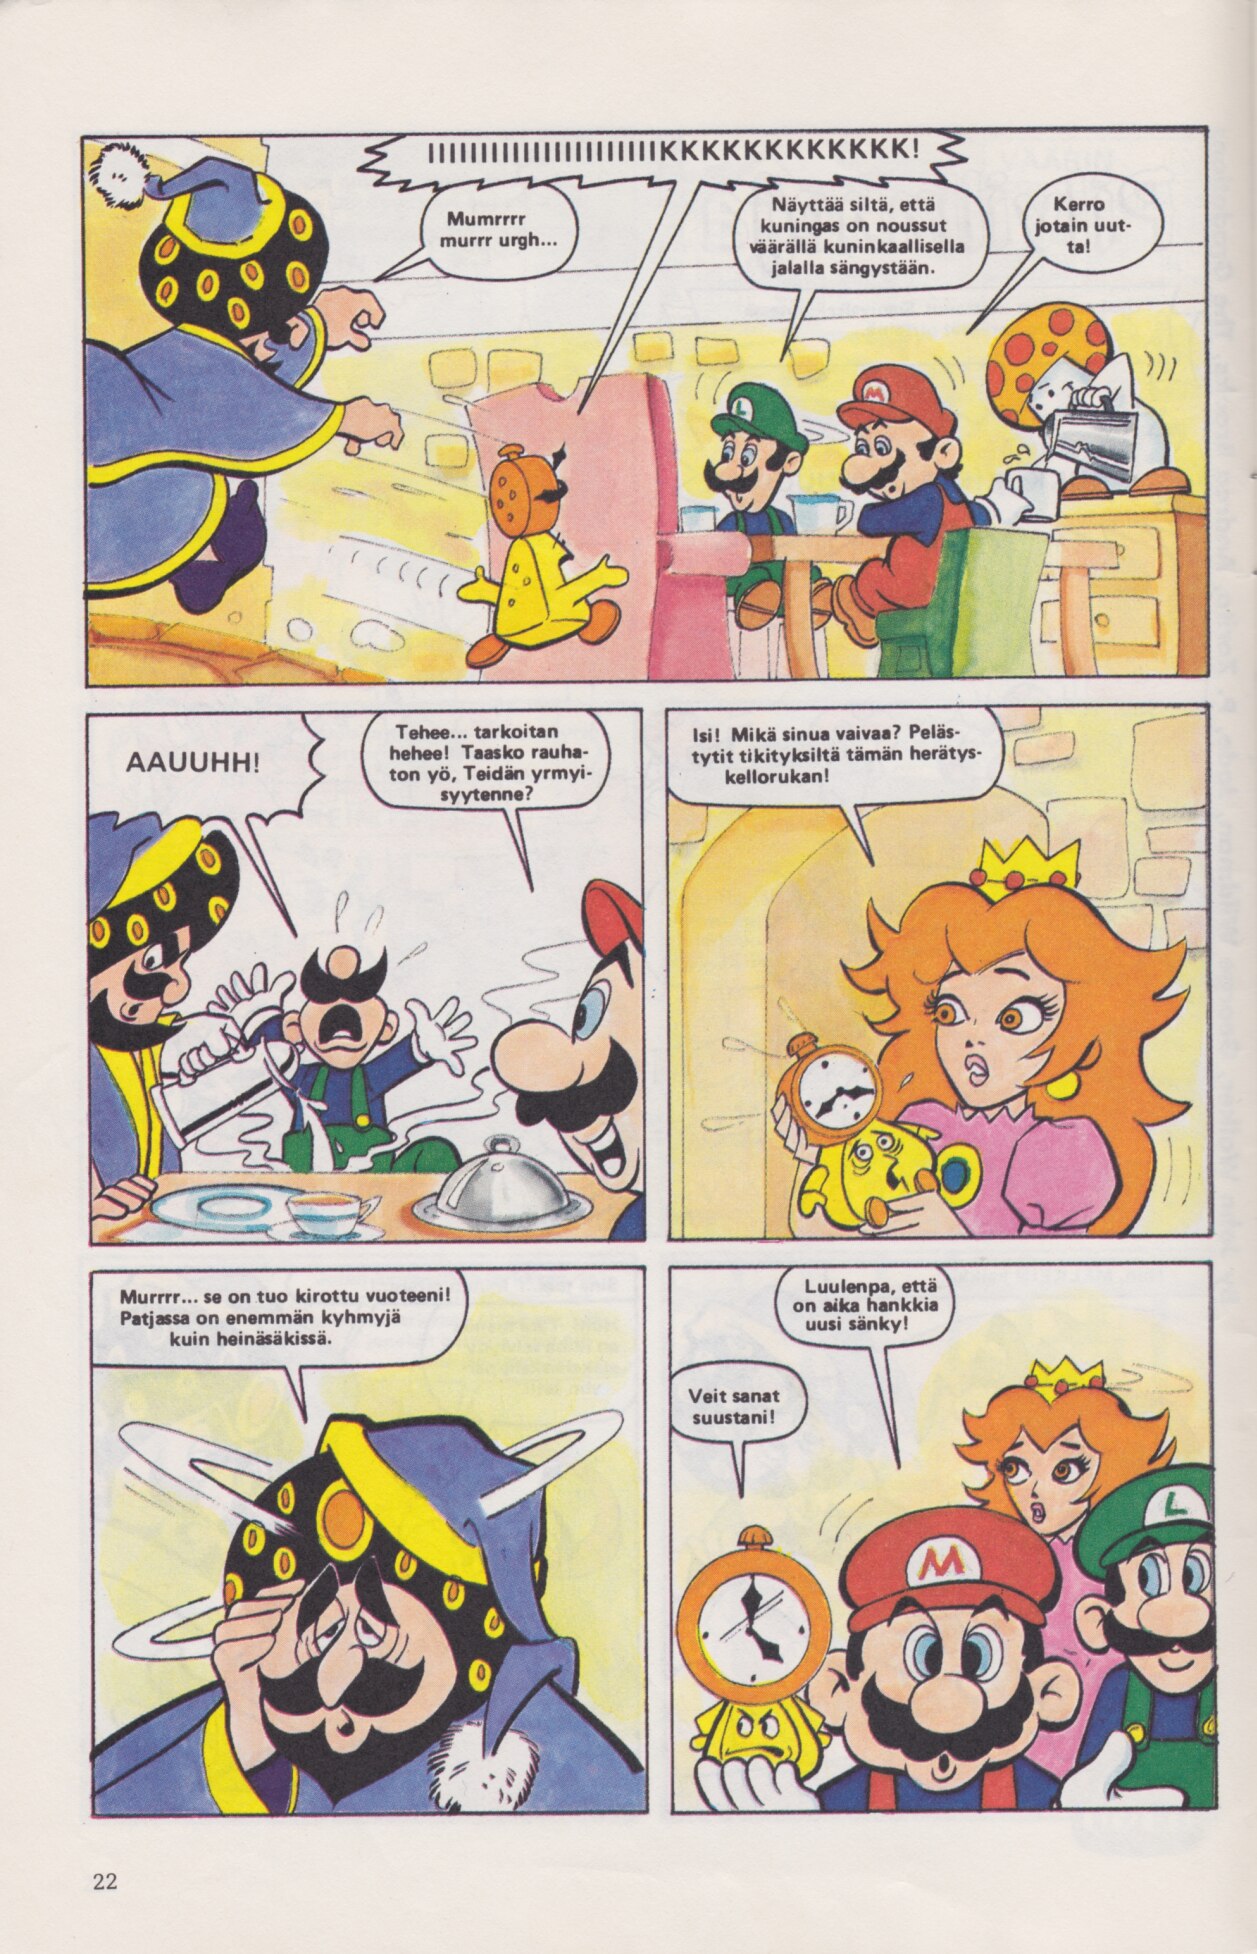 IIIIIIIIIIIIIIIIIIIIIIKKKKKKKKKKKK!
Mumrrrr
murrr urgh...
Näyttää siltä, että
kuningas on noussut
väärällä kuninkaallisella
jalalla sängystään.
Kerro
jotain uut-
ta!
L
M
AAUUHH!
Tehee... tarkoitan
hehee! Taasko rauha-
ton yö, Teidän yrmyi-
syytenne?
Isi! Mikä sinua vaivaa? Peläs-
tytit tikityksiltä tämän herätys-
kellorukan!
Murrrr... se on tuo kirottu vuoteeni!
Patjassa on enemmän kyhmyjä
kuin heinäsäkissä.
Luulenpa, että
on aika hankkia
uusi sänky!
Veit sanat
suustani!
M
L
22